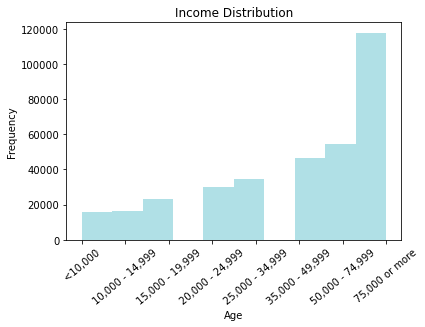 Income Distribution
120000
100000
80000
60000
40000
20000
0
Frequency
<10,000
10,000 - 14,999
15,000 - 19,999
20,000 - 24,999
25,000 - 34,999
35,000 - 49,999
50,000 - 74,999
75,000 or more
Age